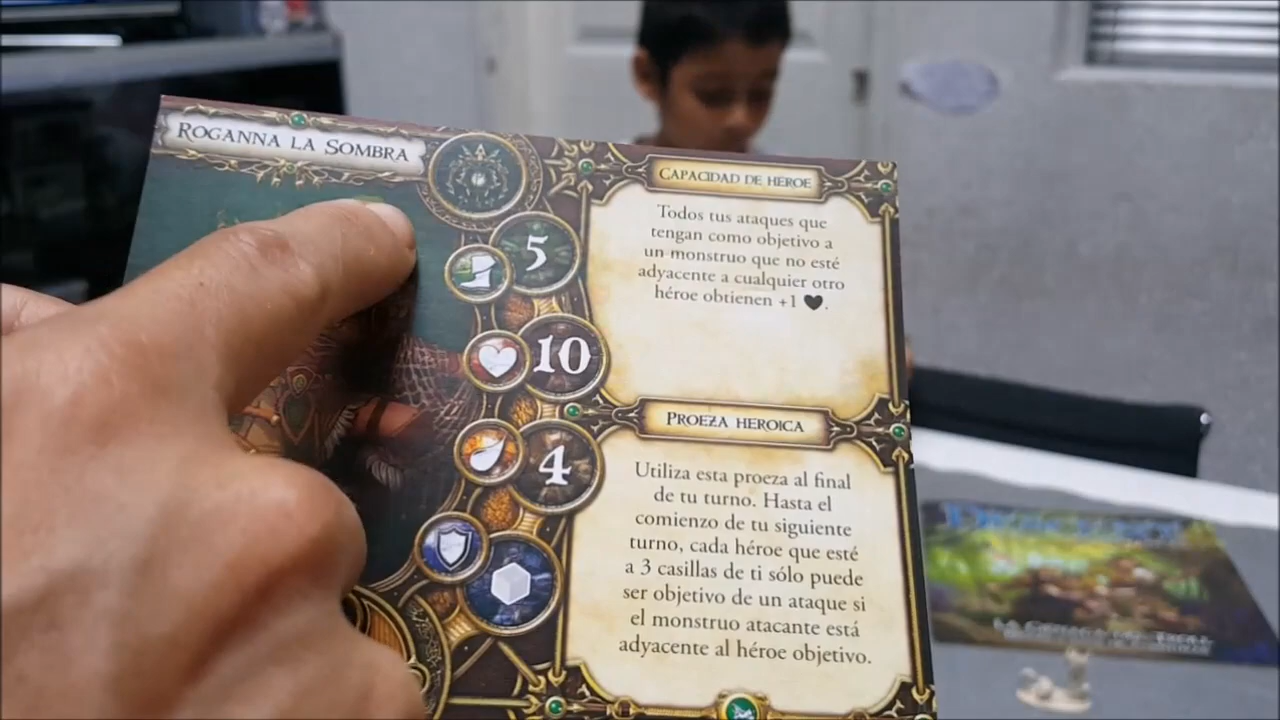 ROGANNA LA SOMBRA
5
10
4
CAPACIDAD DE HÉROE
Todos tus ataques que
tengan como objetivo a
un monstruo que no esté
adyacente a cualquier otro
héroe obtienen +1 ♥.
PROEZA HEROICA
Utiliza esta proeza al final
de tu turno. Hasta el
comienzo de tu siguiente
turno, cada héroe que esté
a 3 casillas de ti sólo puede
ser objetivo de un ataque si
el monstruo atacante está
adyacente al héroe objetivo.